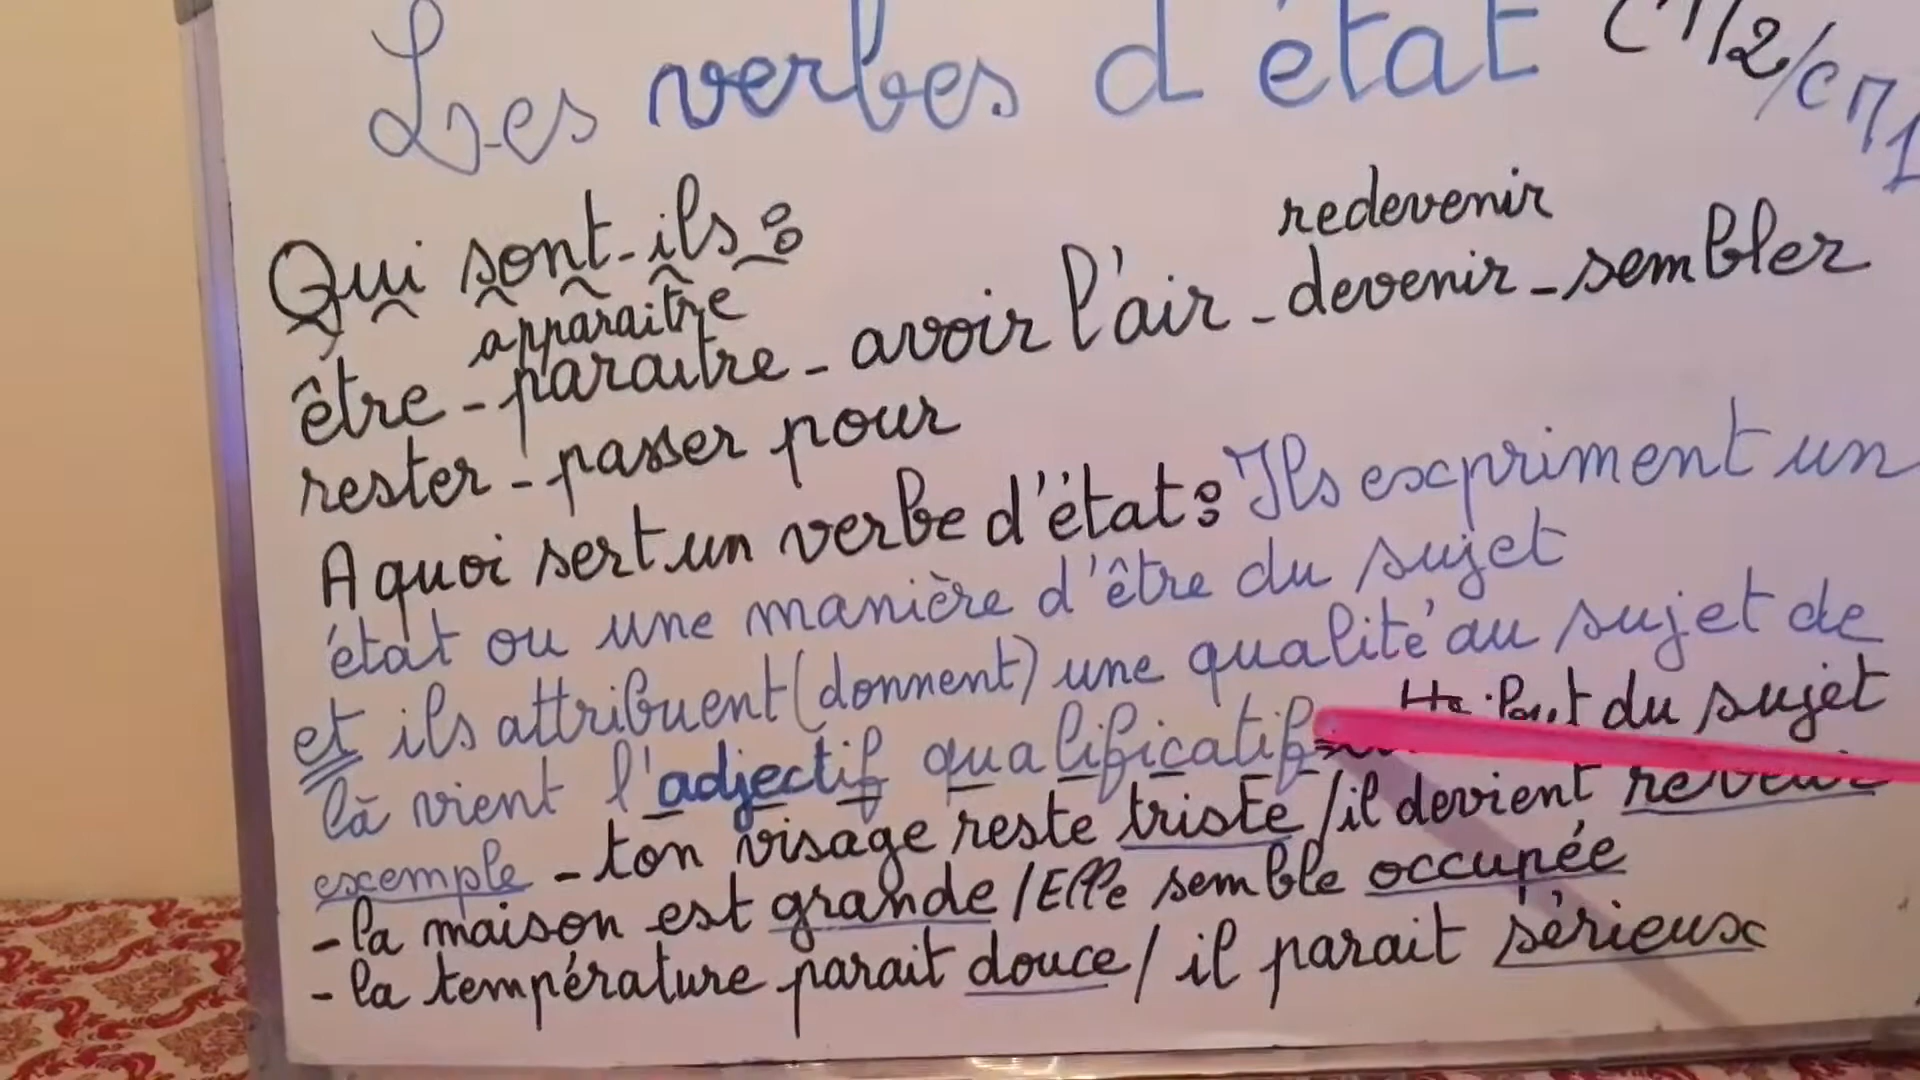 Les verbes d'état
Qui sont-ils :
apparaitre redevenir
être - paraitre - avoir l'air - devenir - sembler
rester - passer pour
A quoi sert un verbe d'état : Ils expriment un
état ou une manière d'être du sujet
et ils attribuent (donnent) une qualité au sujet de
là vient l'adjectif qualificatif du sujet
exemple - ton visage reste triste / il devient
- la maison est grande / Elle semble occupée
- la température parait douce / il parait sérieux